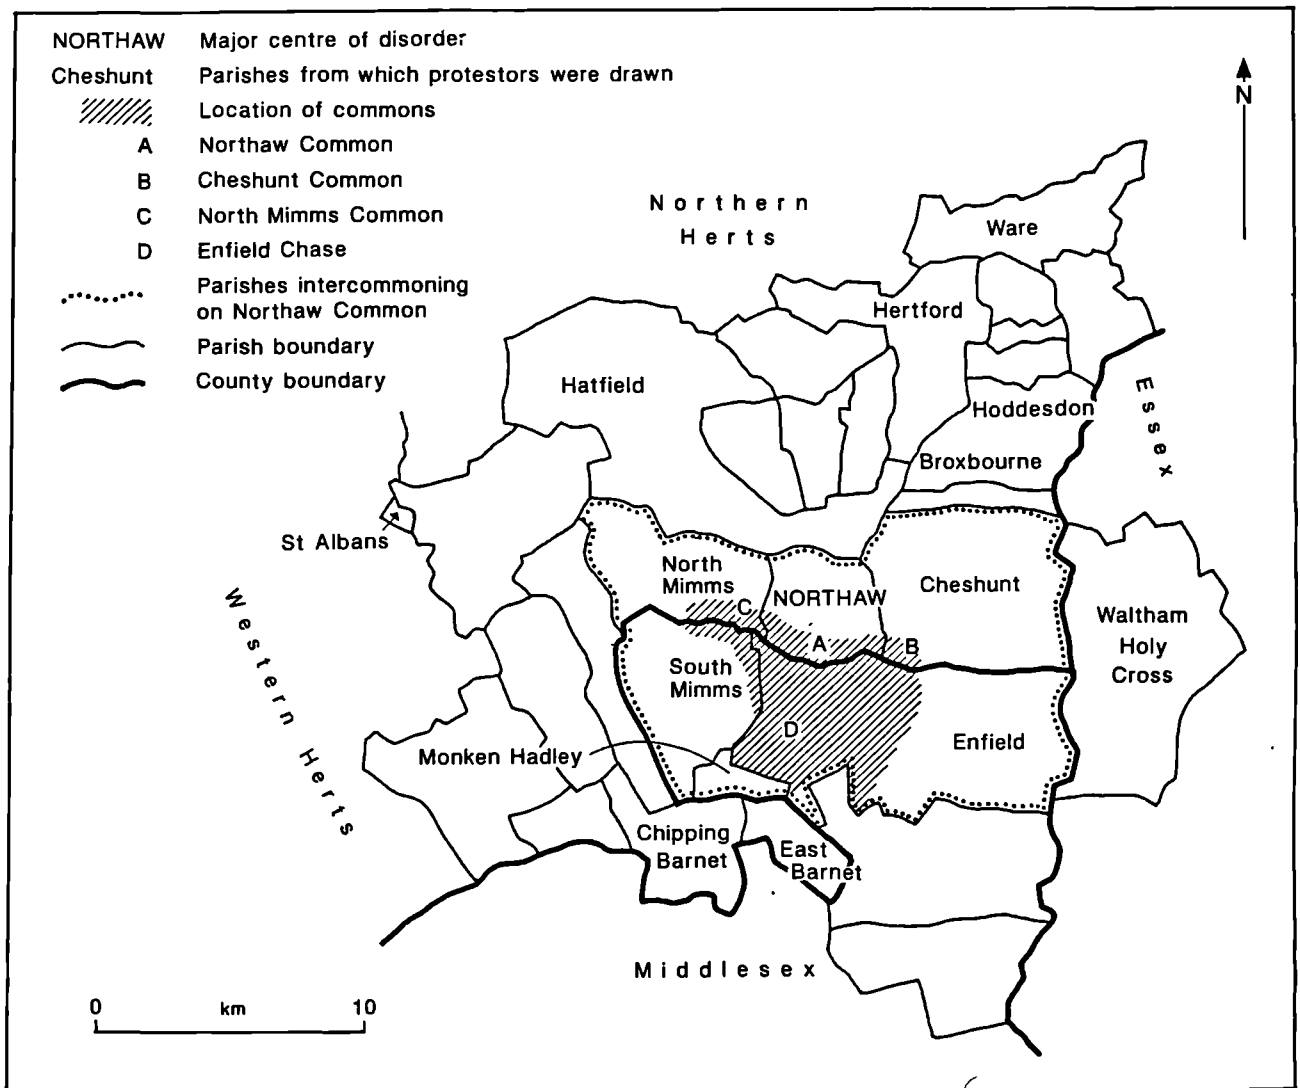 NORTHAW Major centre of disorder
Cheshunt Parishes from which protestors were drawn
Location of commons
A Northaw Common
B Cheshunt Common
C North Mimms Common
D Enfield Chase
Parishes intercommoning
on Northaw Common
Parish boundary
County boundary
N
Northern
Herts
Ware
Hertford
Hatfield
Essex
Hoddesdon
Broxbourne
St Albans
North
Mimms
NORTHAW
Cheshunt
Waltham
Holy
Cross
C
A
B
Western Herts
South
Mimms
D
Enfield
Monken Hadley
Chipping
Barnet
East
Barnet
Middlesex
0 km 10